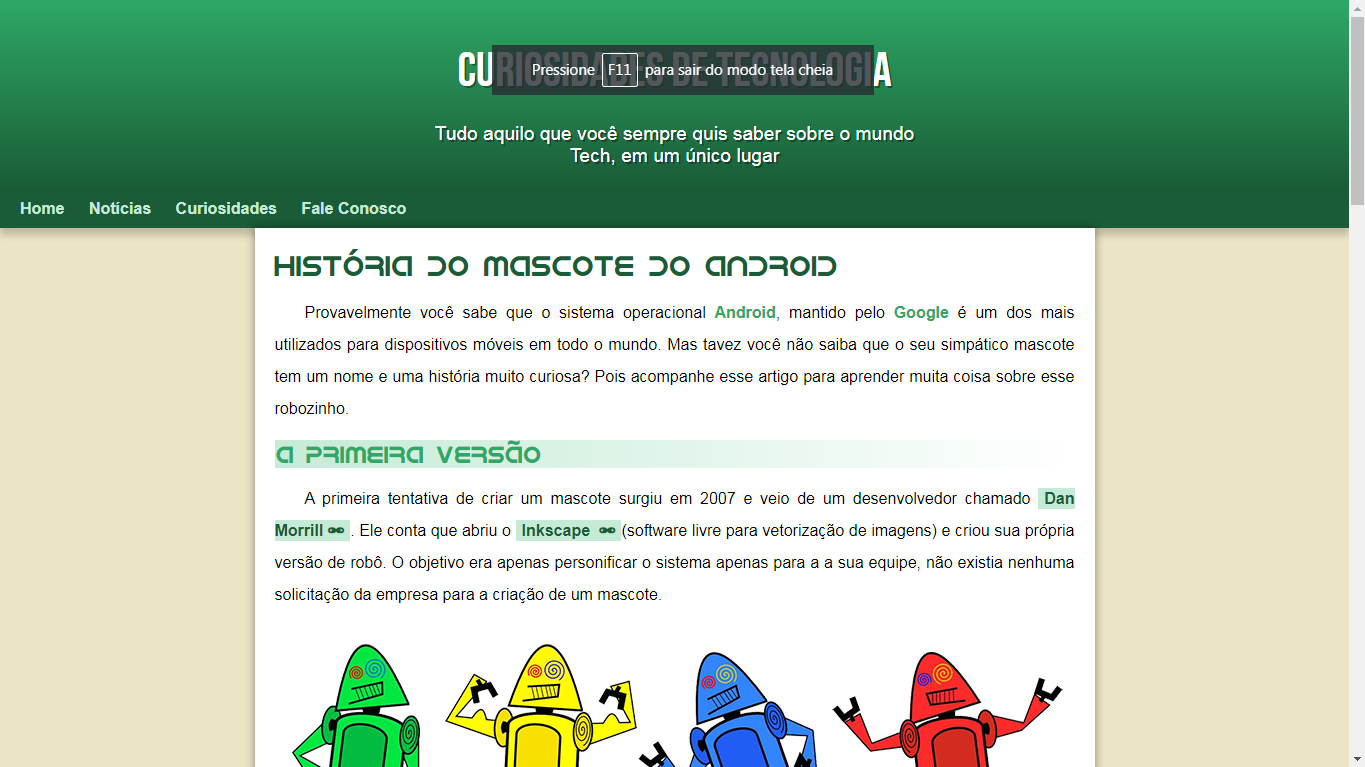 CURIOSIDADES DE TECNOLOGIA
Pressione F11 para sair do modo tela cheia
Tudo aquilo que você sempre quis saber sobre o mundo
Tech, em um único lugar
Home Notícias Curiosidades Fale Conosco
HISTÓRIA DO MASCOTE DO ANDROID
Provavelmente você sabe que o sistema operacional Android, mantido pelo Google é um dos mais
utilizados para dispositivos móveis em todo o mundo. Mas tavez você não saiba que o seu simpático mascote
tem um nome e uma história muito curiosa? Pois acompanhe esse artigo para aprender muita coisa sobre esse
robozinho.
A PRIMEIRA VERSÃO
A primeira tentativa de criar um mascote surgiu em 2007 e veio de um desenvolvedor chamado Dan
Morrill . Ele conta que abriu o Inkscape (software livre para vetorização de imagens) e criou sua própria
versão de robô. O objetivo era apenas personificar o sistema apenas para a a sua equipe, não existia nenhuma
solicitação da empresa para a criação de um mascote.